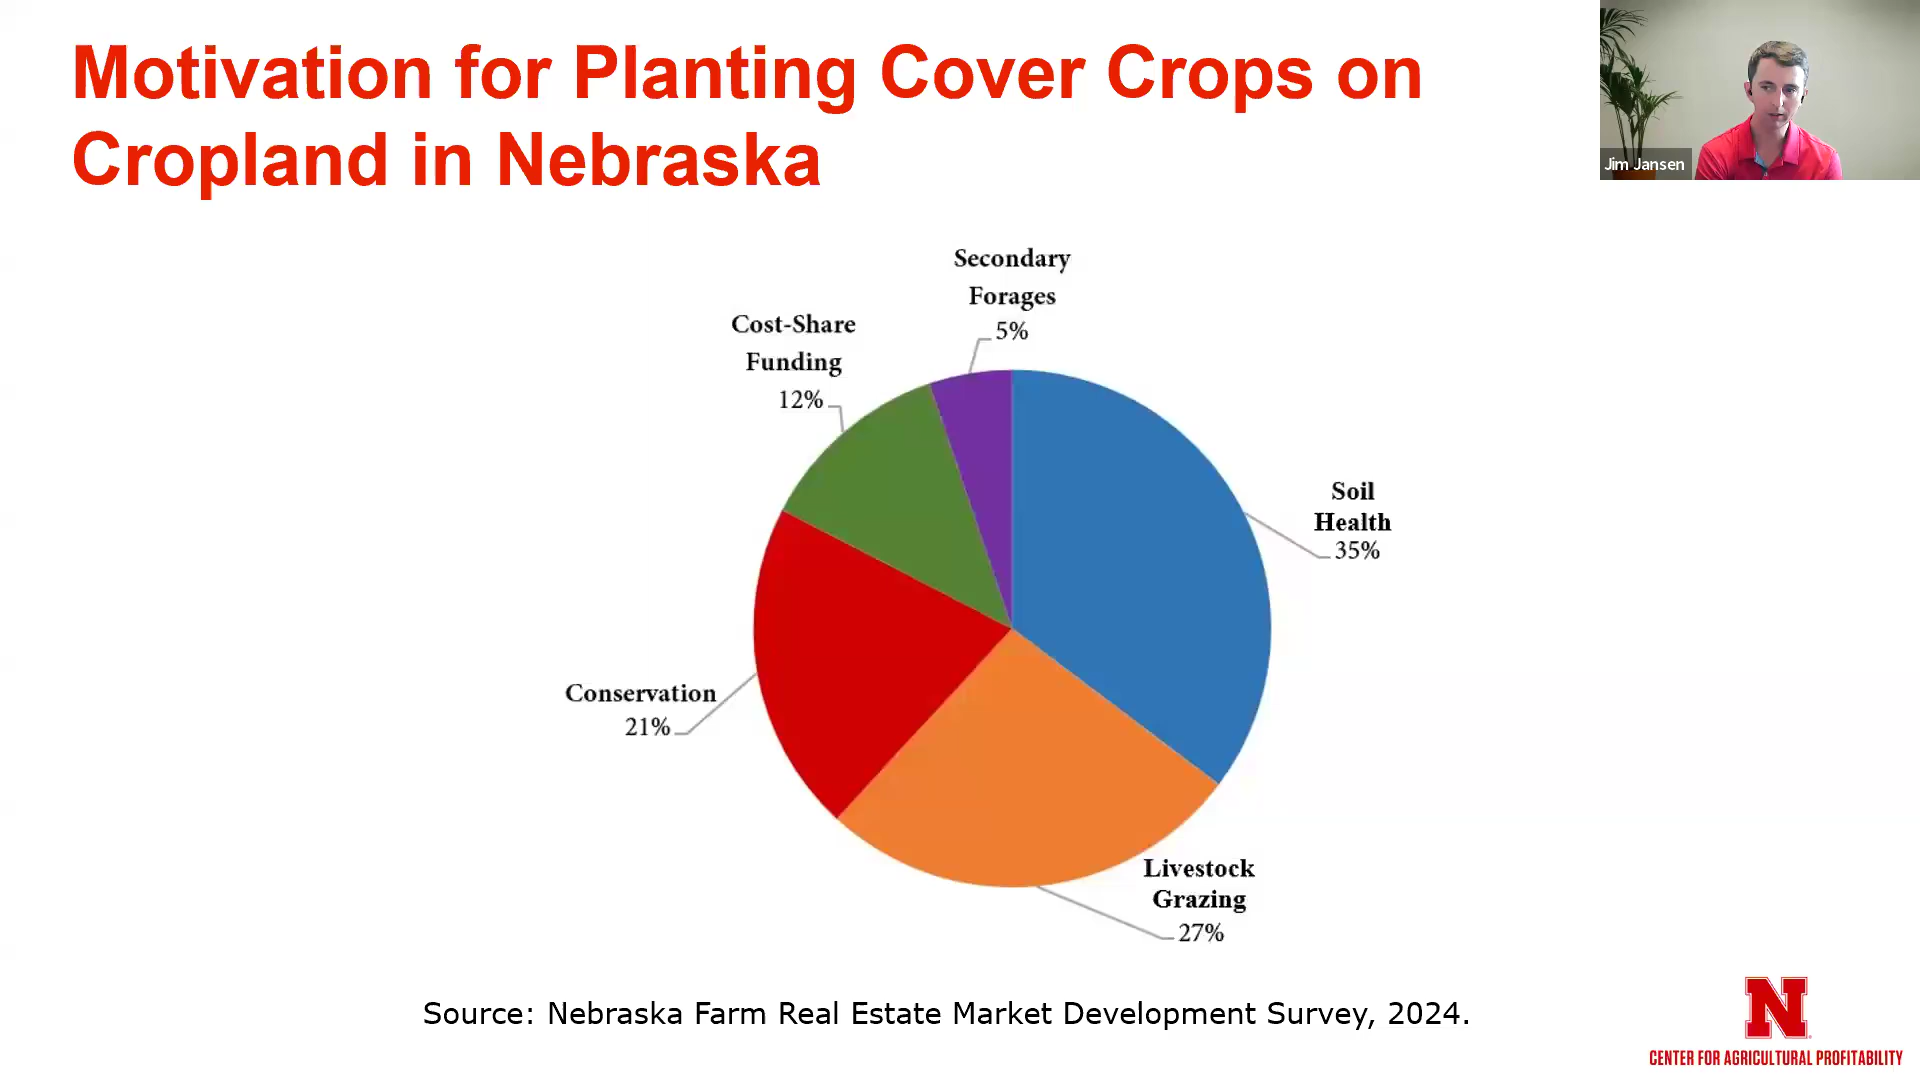 Motivation for Planting Cover Crops on
Cropland in Nebraska
Jim Jansen
Secondary
Forages
5%
Cost-Share
Funding
12%
Soil
Health
35%
Conservation
21%
Livestock
Grazing
27%
Source: Nebraska Farm Real Estate Market Development Survey, 2024.
N
CENTER FOR AGRICULTURAL PROFITABILITY